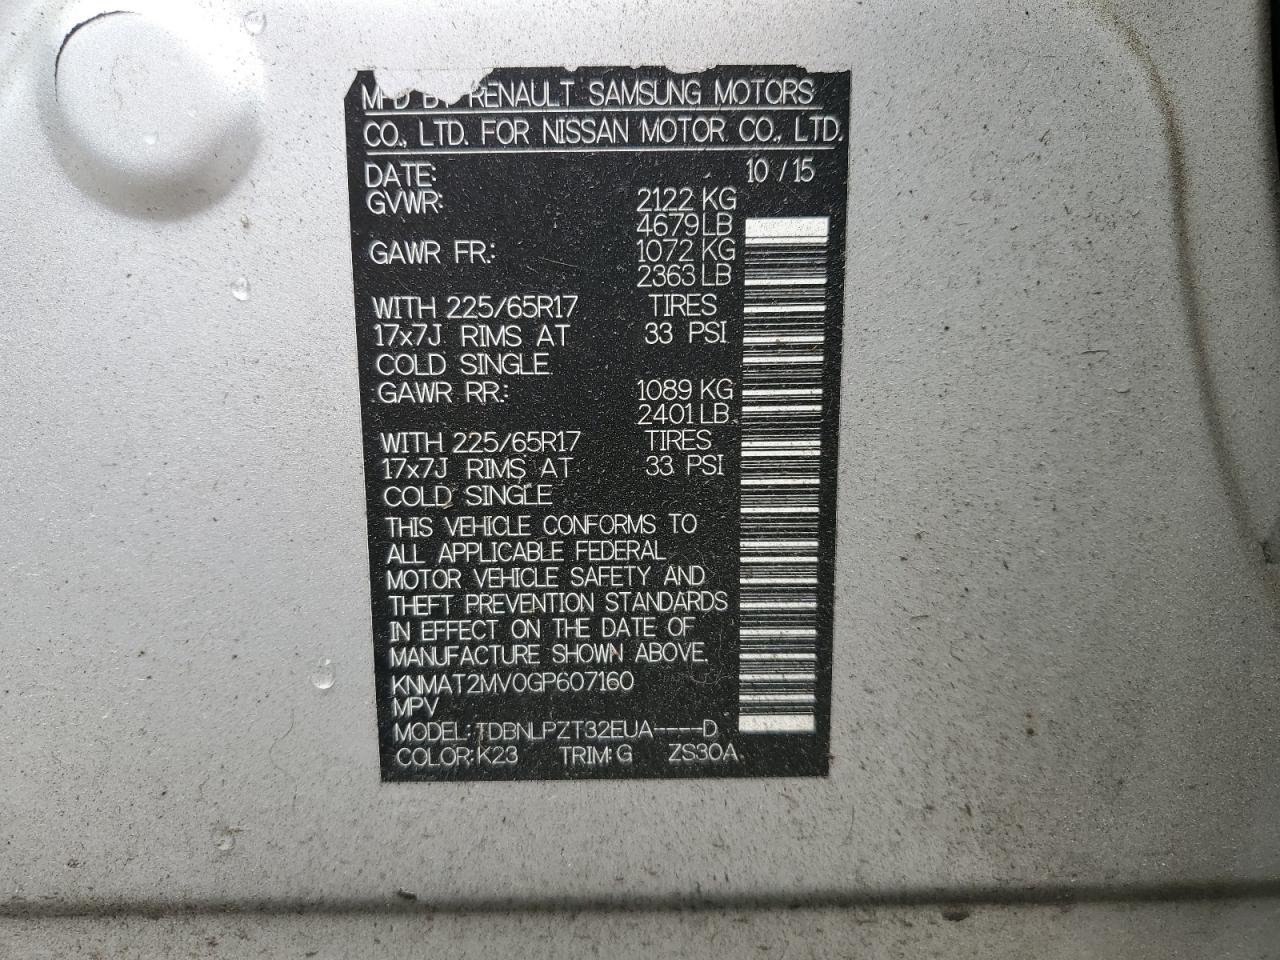 MFD BY RENAULT SAMSUNG MOTORS
CO., LTD. FOR NISSAN MOTOR CO., LTD.
DATE: 10 / 15
GVWR: 2122 KG
4679 LB
GAWR FR.: 1072 KG
2363 LB
WITH 225/65R17 TIRES
17x7J RIMS AT 33 PSI
COLD SINGLE
GAWR RR.: 1089 KG
2401 LB
WITH 225/65R17 TIRES
17x7J RIMS AT 33 PSI
COLD SINGLE
THIS VEHICLE CONFORMS TO
ALL APPLICABLE FEDERAL
MOTOR VEHICLE SAFETY AND
THEFT PREVENTION STANDARDS
IN EFFECT ON THE DATE OF
MANUFACTURE SHOWN ABOVE.
KNMAT2MV0GP607160
MPV
MODEL: TDBNLPZT32EUA-----D
COLOR: K23 TRIM: G ZS30A